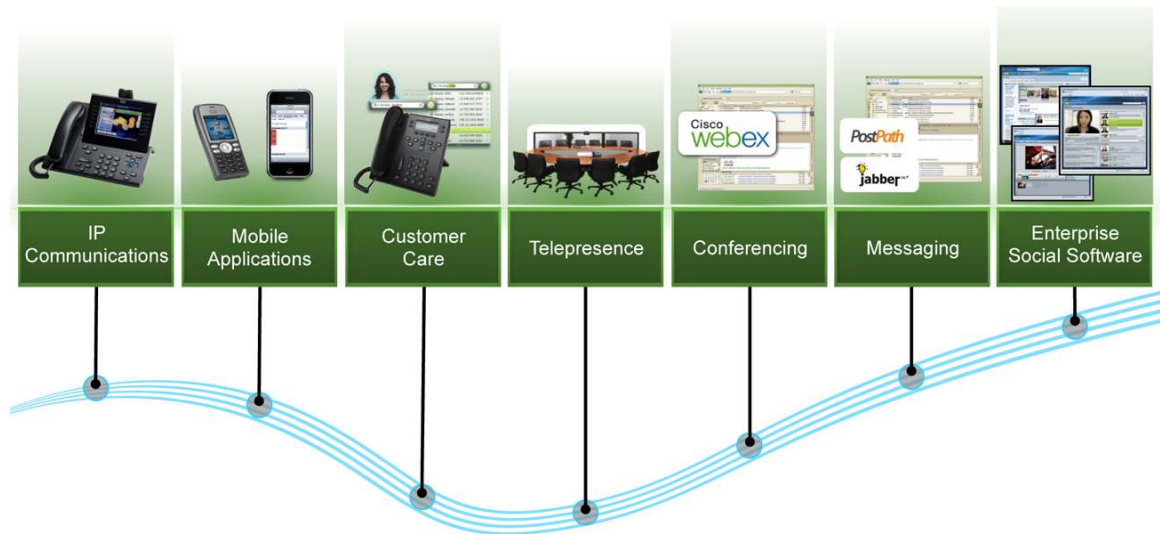 Cisco
webex
PostPath
jabber
IP
Communications
Mobile
Applications
Customer
Care
Telepresence
Conferencing
Messaging
Enterprise
Social Software